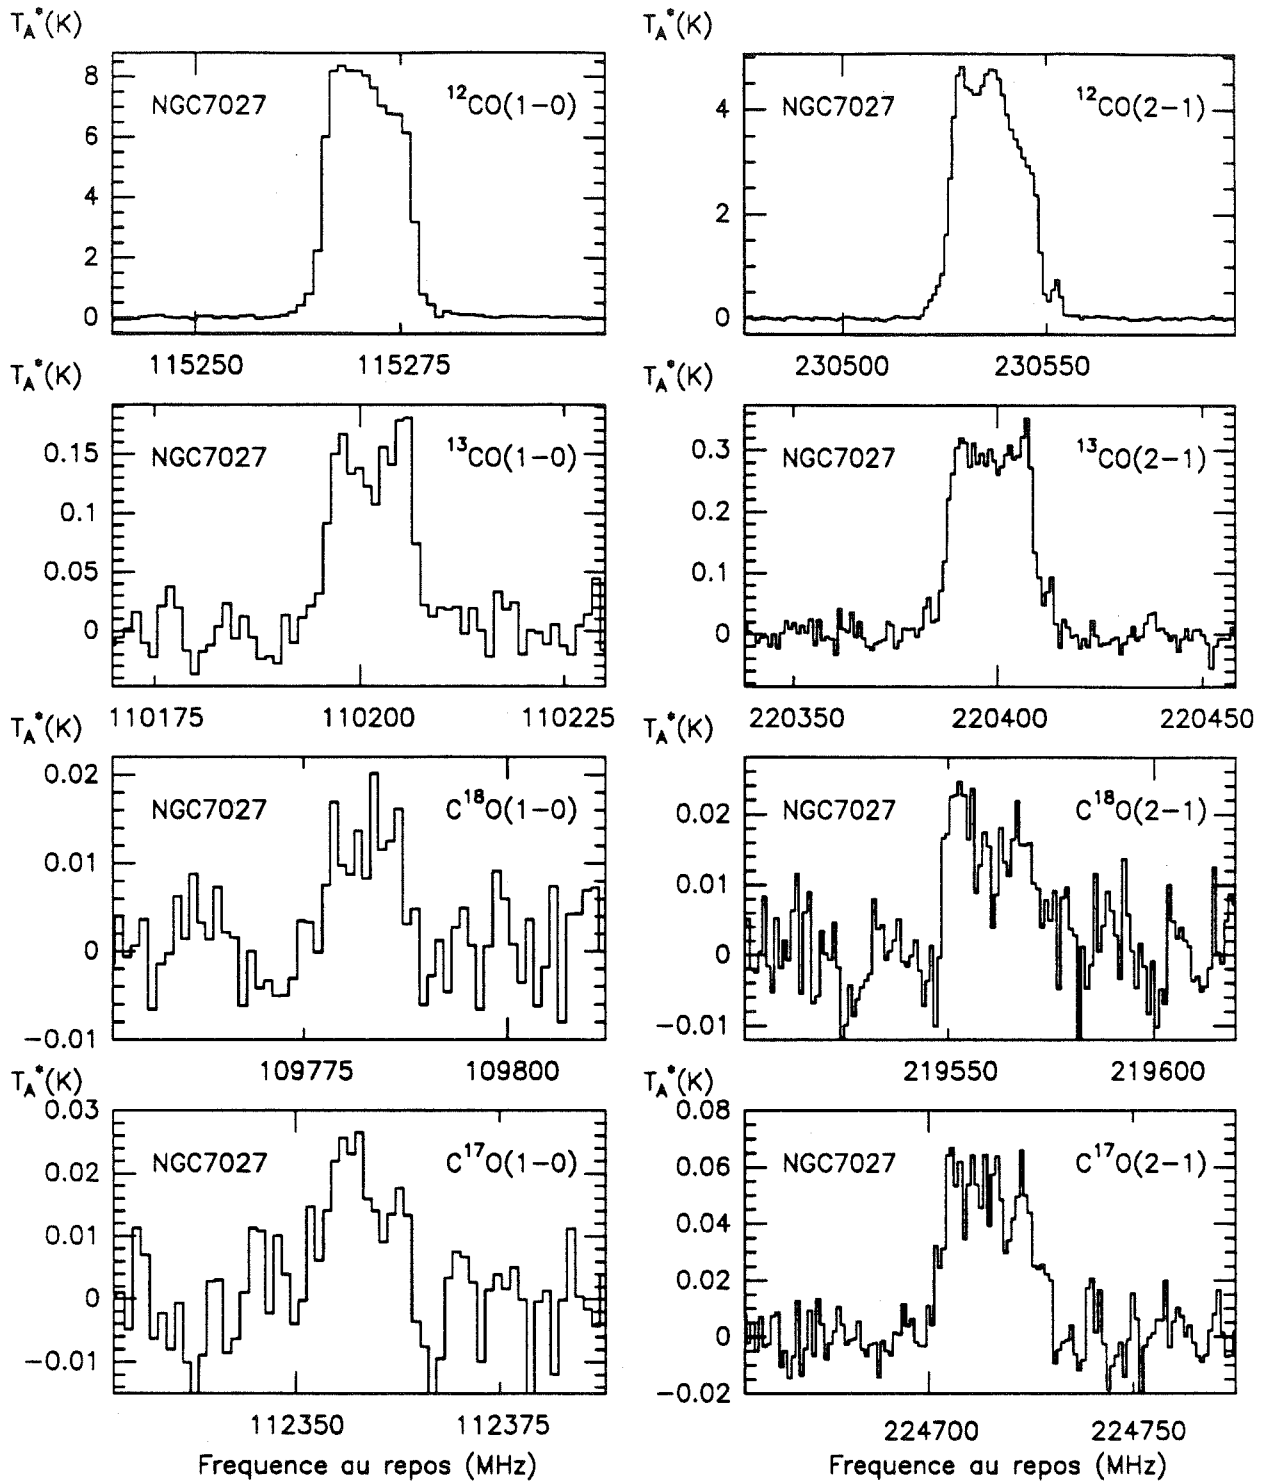 T_A*(K) T_A*(K)
NGC7027 ¹²CO(1-0) NGC7027 ¹²CO(2-1)
8
6
4
2
0
4
2
0
115250 115275 230500 230550
T_A*(K) T_A*(K)
NGC7027 ¹³CO(1-0) NGC7027 ¹³CO(2-1)
0.15
0.1
0.05
0
0.3
0.2
0.1
0
110175 110200 110225 220350 220400 220450
T_A*(K) T_A*(K)
NGC7027 C¹⁸O(1-0) NGC7027 C¹⁸O(2-1)
0.02
0.01
0
-0.01
0.02
0.01
0
-0.01
109775 109800 219550 219600
T_A*(K) T_A*(K)
NGC7027 C¹⁷O(1-0) NGC7027 C¹⁷O(2-1)
0.03
0.02
0.01
0
-0.01
0.08
0.06
0.04
0.02
0
-0.02
112350 112375 224700 224750
Frequence au repos (MHz) Frequence au repos (MHz)